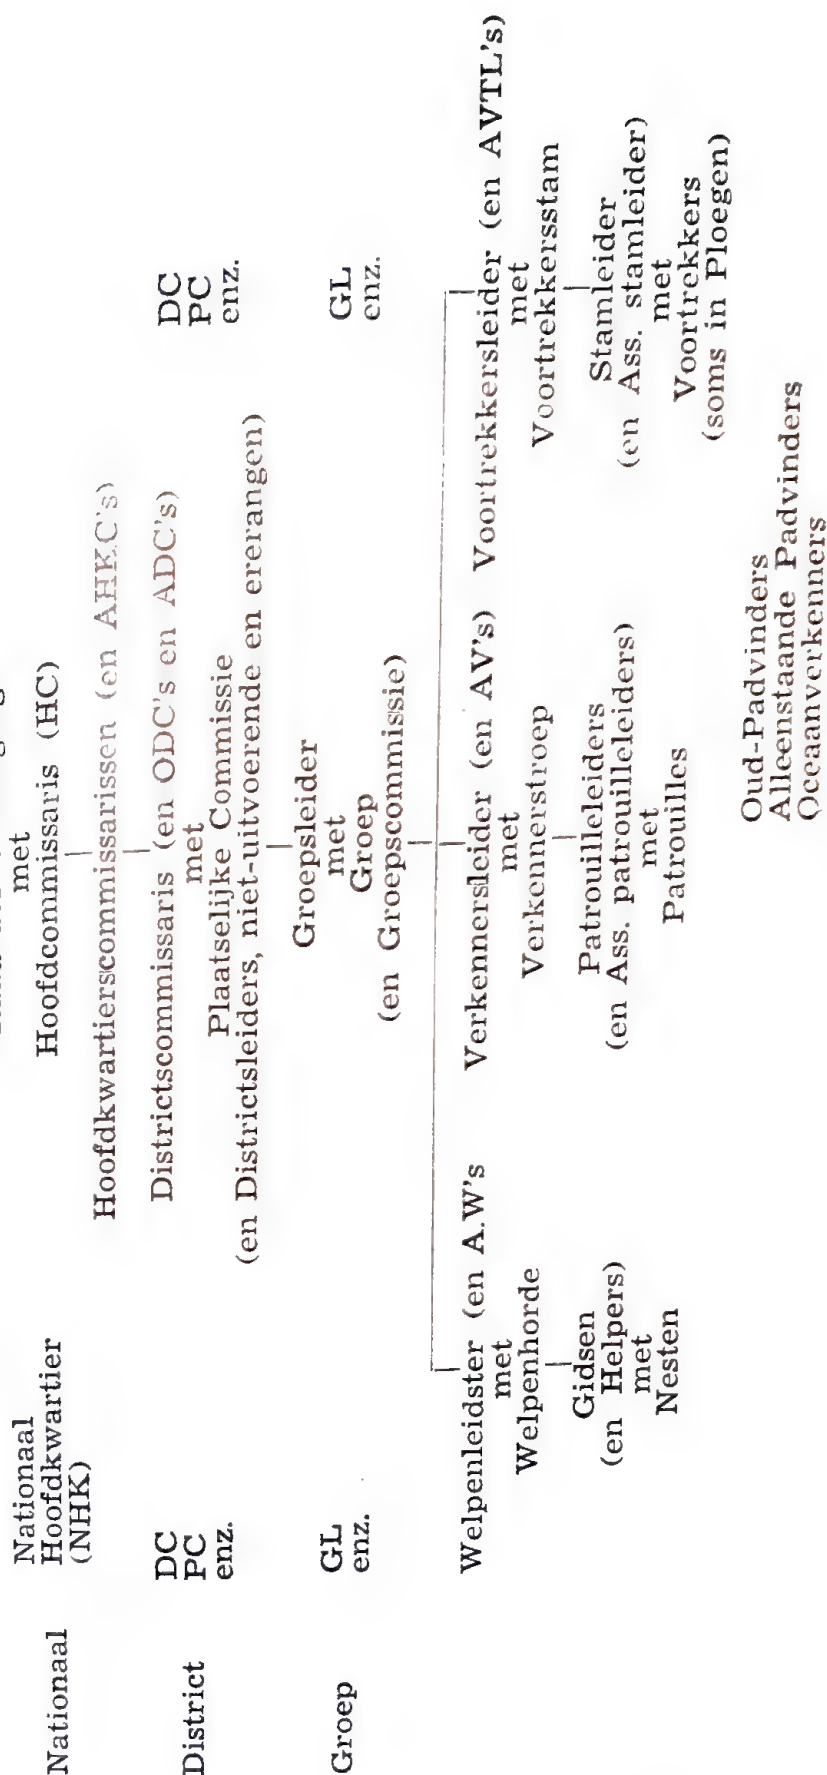 met
Hoofdcommissaris (HC)
Nationaal
Nationaal
Hoofdkwartier
(NHK)
Hoofdkwartierscommissarissen (en AHKC's)
District
DC
PC
enz.
Districtscommissaris (en ODC's en ADC's)
met
Plaatselijke Commissie
(en Districtsleiders, niet-uitvoerende en ererangen)
DC
PC
enz.
Groep
GL
enz.
Groepsleider
met
Groep
(en Groepscommissie)
GL
enz.
Welpenleidster (en A.W's
met
Welpenhorde
Gidsen
(en Helpers)
met
Nesten
Verkennersleider (en AV's)
met
Verkennerstroep
Patrouilleleiders
(en Ass. patrouilleleiders)
met
Patrouilles
Voortrekkersleider (en AVTL's)
met
Voortrekkersstam
Stamleider
(en Ass. stamleider)
met
Voortrekkers
(soms in Ploegen)
Oud-Padvinders
Alleenstaande Padvinders
Oceaanverkenners